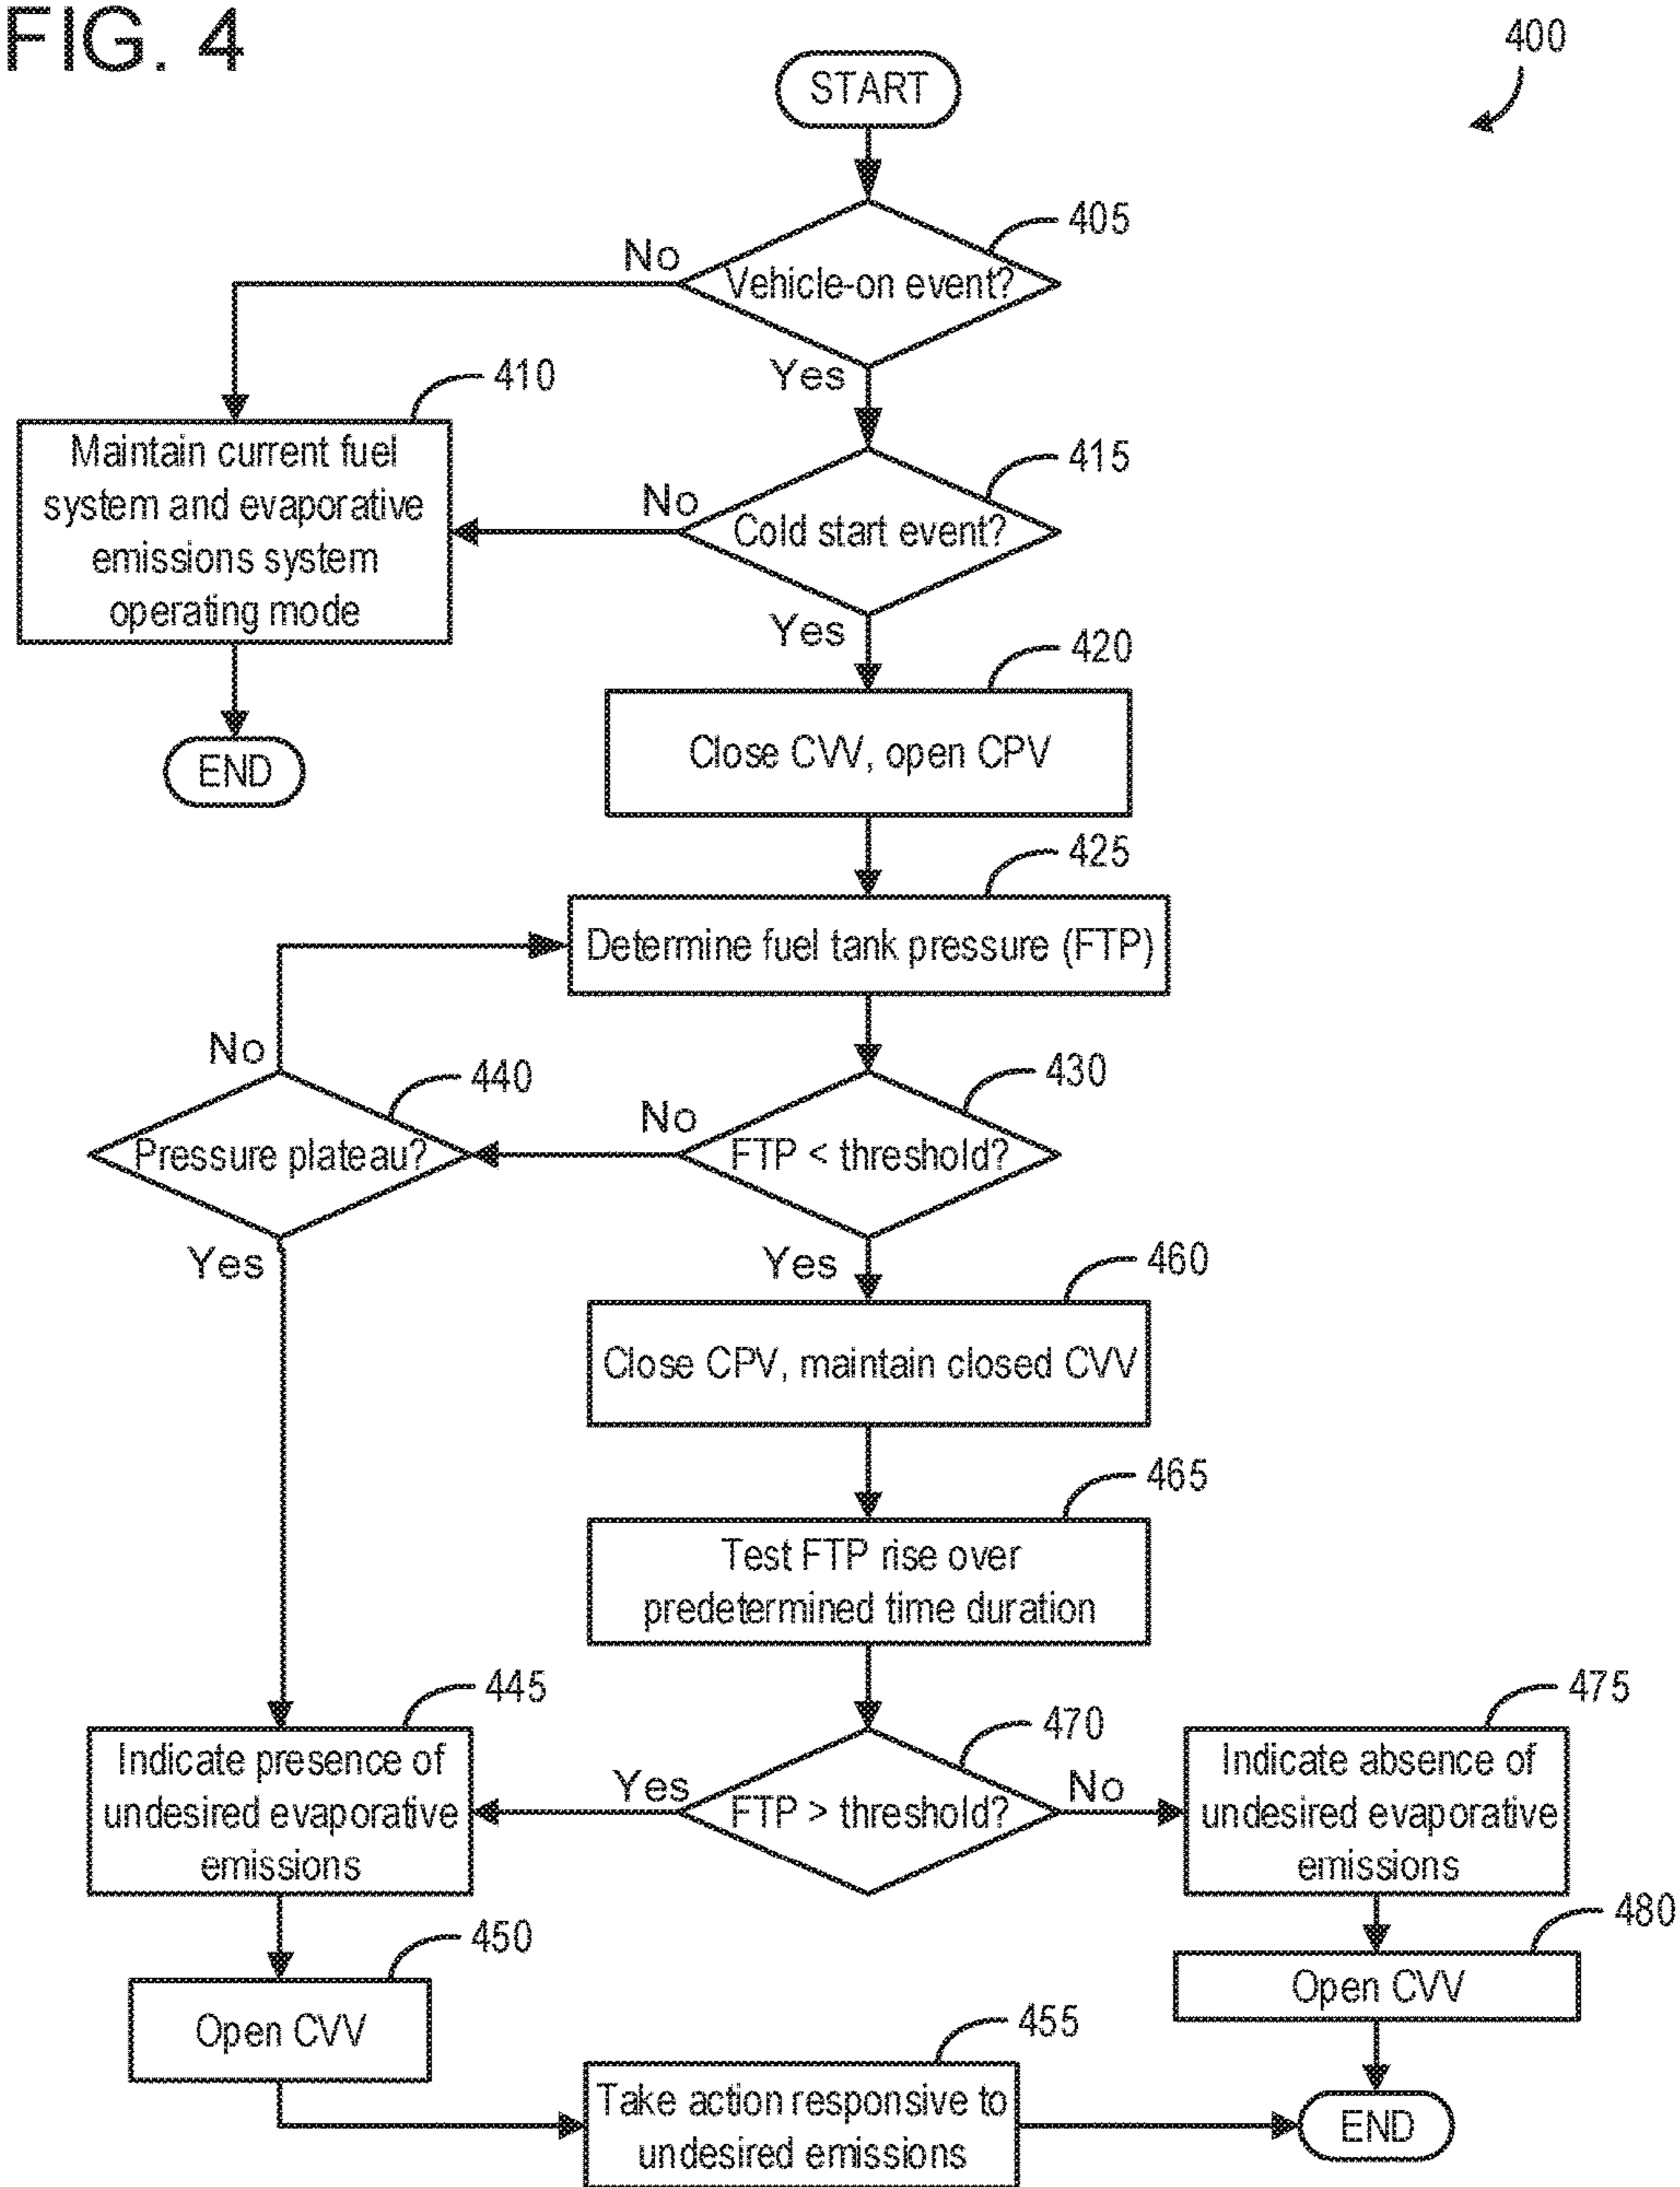 FIG. 4
400
START
405
Vehicle-on event?
No
Yes
410
Maintain current fuel
system and evaporative
emissions system
operating mode
415
Cold start event?
No
Yes
END
420
Close CVV, open CPV
425
Determine fuel tank pressure (FTP)
430
FTP < threshold?
No
Yes
440
Pressure plateau?
No
Yes
460
Close CPV, maintain closed CVV
465
Test FTP rise over
predetermined time duration
470
FTP > threshold?
Yes
No
445
Indicate presence of
undesired evaporative
emissions
475
Indicate absence of
undesired evaporative
emissions
450
Open CVV
480
Open CVV
455
Take action responsive to
undesired emissions
END